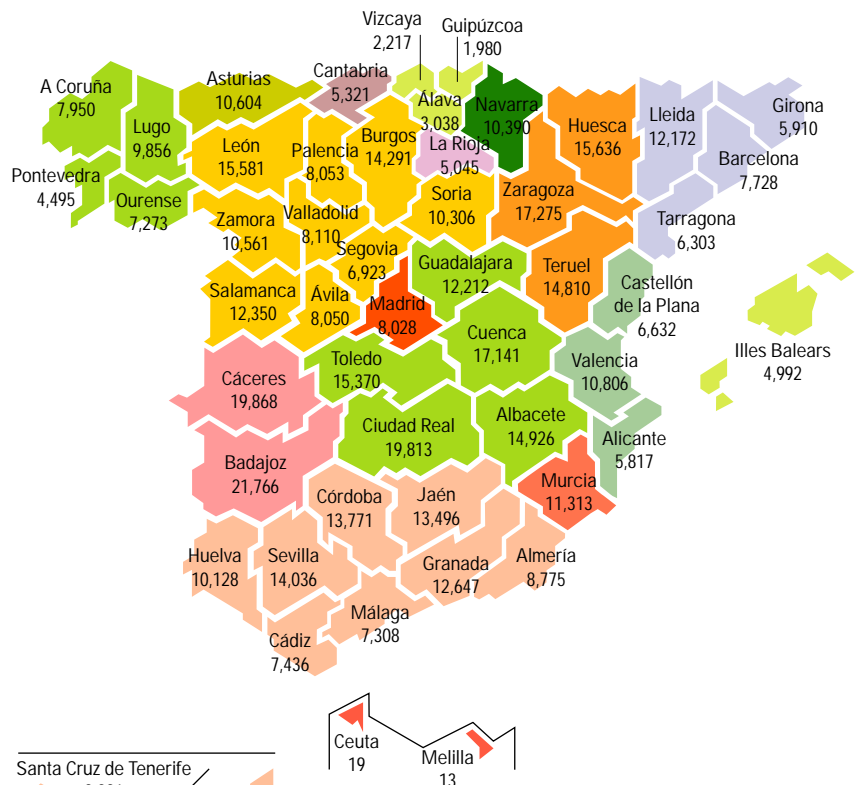 Vizcaya
2,217
Guipúzcoa
1,980
A Coruña
7,950
Asturias
10,604
Cantabria
5,321
Álava
3,038
Navarra
10,390
Huesca
15,636
Lleida
12,172
Girona
5,910
Lugo
9,856
León
15,581
Palencia
8,053
Burgos
14,291
La Rioja
5,045
Barcelona
7,728
Pontevedra
4,495
Ourense
7,273
Zamora
10,561
Valladolid
8,110
Soria
10,306
Zaragoza
17,275
Tarragona
6,303
Segovia
6,923
Guadalajara
12,212
Teruel
14,810
Castellón
de la Plana
6,632
Salamanca
12,350
Ávila
8,050
Madrid
8,028
Cuenca
17,141
Illes Balears
4,992
Toledo
15,370
Valencia
10,806
Cáceres
19,868
Ciudad Real
19,813
Albacete
14,926
Alicante
5,817
Badajoz
21,766
Murcia
11,313
Córdoba
13,771
Jaén
13,496
Huelva
10,128
Sevilla
14,036
Granada
12,647
Almería
8,775
Málaga
7,308
Cádiz
7,436
Ceuta
19
Melilla
13
Santa Cruz de Tenerife